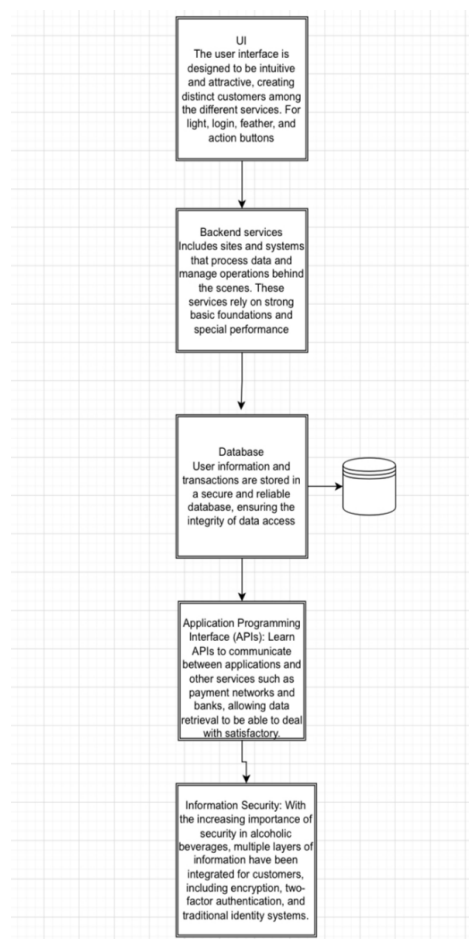 UI
The user interface is
designed to be intuitive
and attractive, creating
distinct customers among
the different services. For
light, login, feather, and
action buttons
Backend services
Includes sites and systems
that process data and
manage operations behind
the scenes. These
services rely on strong
basic foundations and
special performance
Database
User information and
transactions are stored in
a secure and reliable
database, ensuring the
integrity of data access
Application Programming
Interface (APIs): Learn
APIs to communicate
between applications and
other services such as
payment networks and
banks, allowing data
retrieval to be able to deal
with satisfactory.
Information Security: With
the increasing importance of
security in alcoholic
beverages, multiple layers of
information have been
integrated for customers,
including encryption, two-
factor authentication, and
traditional identity systems.